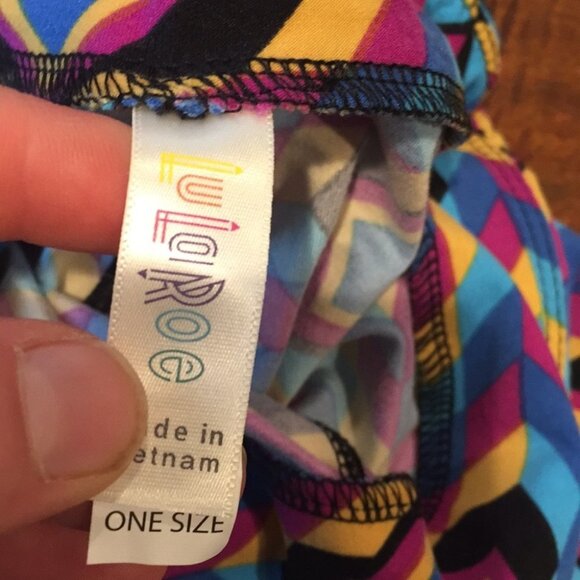 LuLaRoe
de in
etnam
ONE SIZE